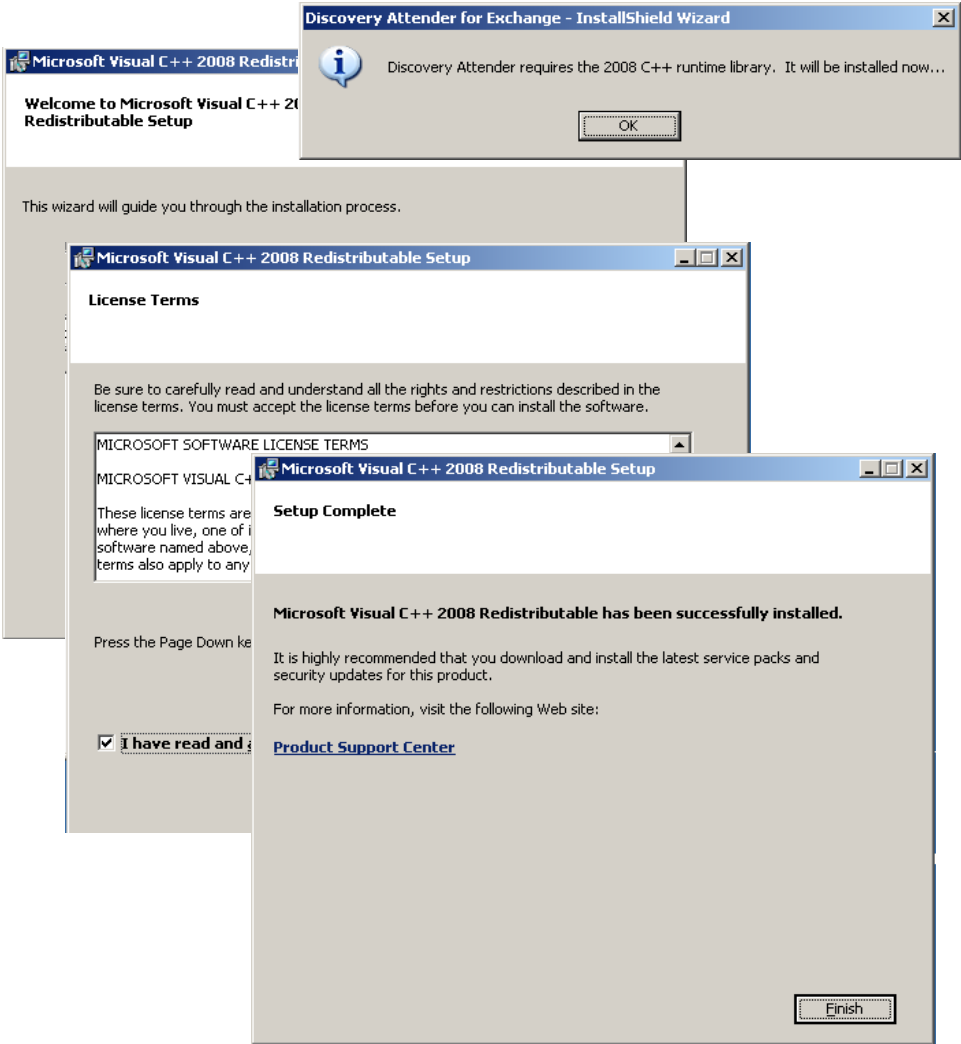 Discovery Attender for Exchange - InstallShield Wizard
Discovery Attender requires the 2008 C++ runtime library.  It will be installed now...
OK
Microsoft Visual C++ 2008 Redistri
Welcome to Microsoft Visual C++ 20
Redistributable Setup
This wizard will guide you through the installation process.
Microsoft Visual C++ 2008 Redistributable Setup
License Terms
Be sure to carefully read and understand all the rights and restrictions described in the
license terms. You must accept the license terms before you can install the software.
MICROSOFT SOFTWARE LICENSE TERMS
MICROSOFT VISUAL C+
These license terms are
where you live, one of i
software named above,
terms also apply to any
Press the Page Down ke
I have read and
Microsoft Visual C++ 2008 Redistributable Setup
Setup Complete
Microsoft Visual C++ 2008 Redistributable has been successfully installed.
It is highly recommended that you download and install the latest service packs and
security updates for this product.
For more information, visit the following Web site:
Product Support Center
Finish